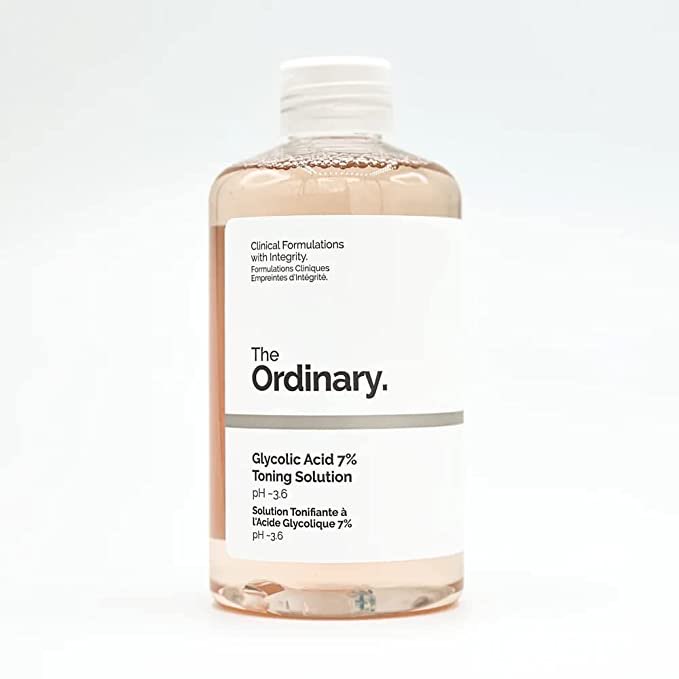 Clinical Formulations
with Integrity.
Formulations Cliniques
Empreintes d'Intégrité.
The
Ordinary.
Glycolic Acid 7%
Toning Solution
pH ~3.6
Solution Tonifiante à
l'Acide Glycolique 7%
pH ~3.6